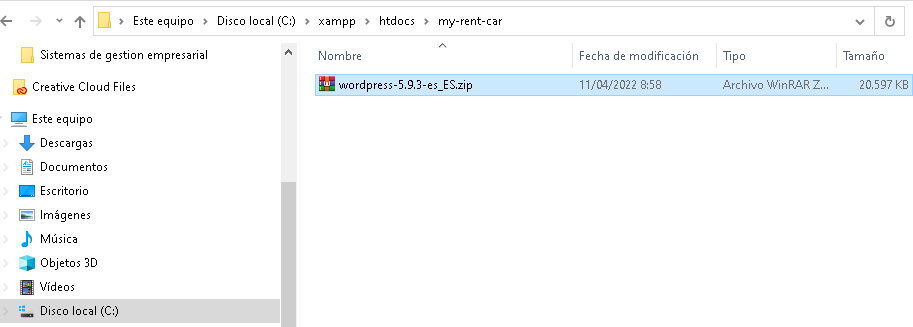 Este equipo > Disco local (C:) > xampp > htdocs > my-rent-car
Sistemas de gestion empresarial
Creative Cloud Files
Este equipo
Descargas
Documentos
Escritorio
Imágenes
Música
Objetos 3D
Vídeos
Disco local (C:)
Nombre Fecha de modificación Tipo Tamaño
wordpress-5.9.3-es_ES.zip 11/04/2022 8:58 Archivo WinRAR Z... 20.597 KB